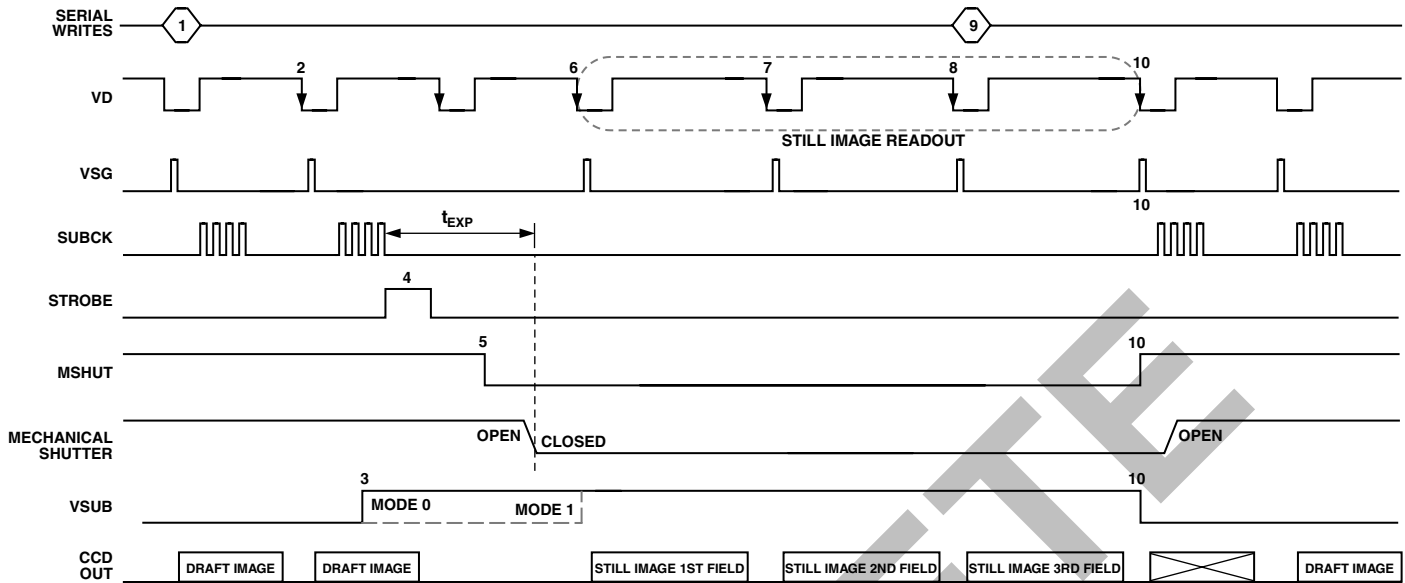 SERIAL
WRITES
1
9
VD
2
6
7
8
10
STILL IMAGE READOUT
VSG
10
SUBCK
tEXP
STROBE
4
MSHUT
5
10
MECHANICAL
SHUTTER
OPEN
CLOSED
OPEN
VSUB
3
MODE 0
MODE 1
10
CCD
OUT
DRAFT IMAGE
DRAFT IMAGE
STILL IMAGE 1ST FIELD
STILL IMAGE 2ND FIELD
STILL IMAGE 3RD FIELD
DRAFT IMAGE
TE